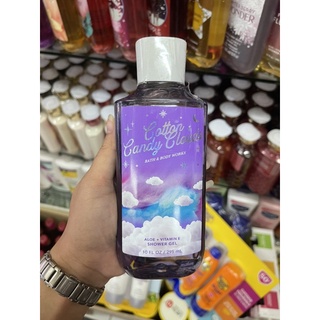 Cotton
Candy Clouds
BATH & BODY WORKS
ALOE + VITAMIN E
SHOWER GEL
10 FL OZ / 295 mL